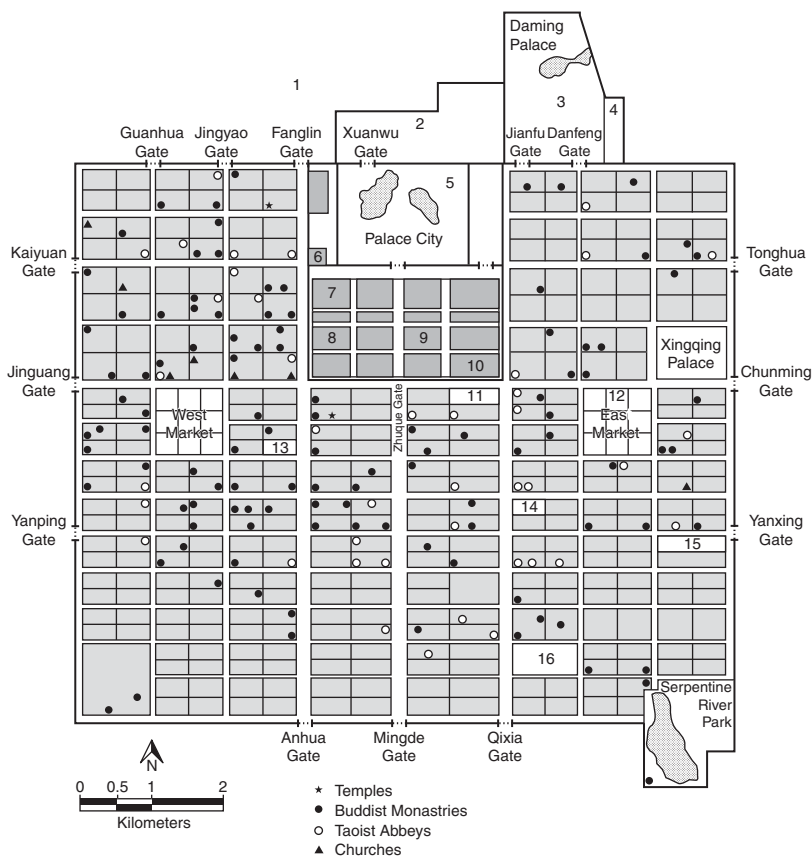 Daming
Palace
1
2
3
4
Guanhua
Gate
Jingyao
Gate
Fanglin
Gate
Xuanwu
Gate
Jianfu
Gate
Danfeng
Gate
5
Palace City
Kaiyuan
Gate
6
Tonghua
Gate
7
8
9
10
Xingqing
Palace
Jinguang
Gate
Chunming
Gate
West
Market
Zhuque Gate
11
12
East
Market
13
14
Yanping
Gate
Yanxing
Gate
15
16
Serpentine
River
Park
Anhua
Gate
Mingde
Gate
Qixia
Gate
N
0 0.5 1 2
Kilometers
Temples
Buddist Monastries
Taoist Abbeys
Churches